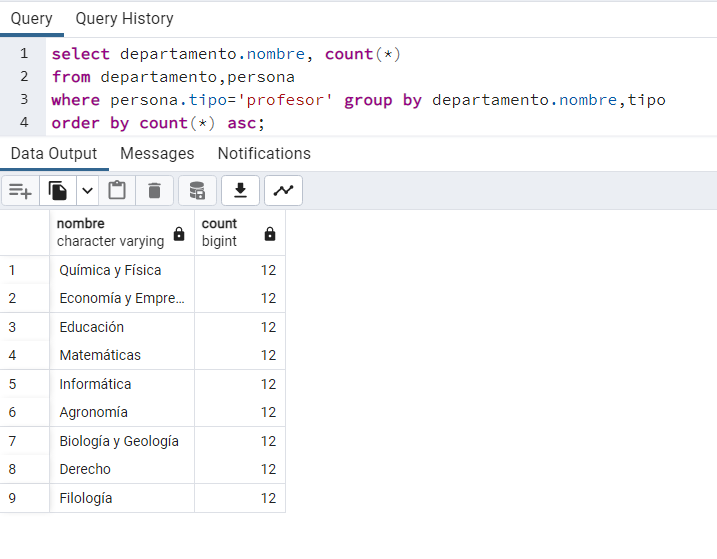 Query Query History
1 select departamento.nombre, count(*)
2 from departamento,persona
3 where persona.tipo='profesor' group by departamento.nombre,tipo
4 order by count(*) asc;
Data Output Messages Notifications
nombre count
character varying bigint
1 Química y Física 12
2 Economía y Empre... 12
3 Educación 12
4 Matemáticas 12
5 Informática 12
6 Agronomía 12
7 Biología y Geología 12
8 Derecho 12
9 Filología 12